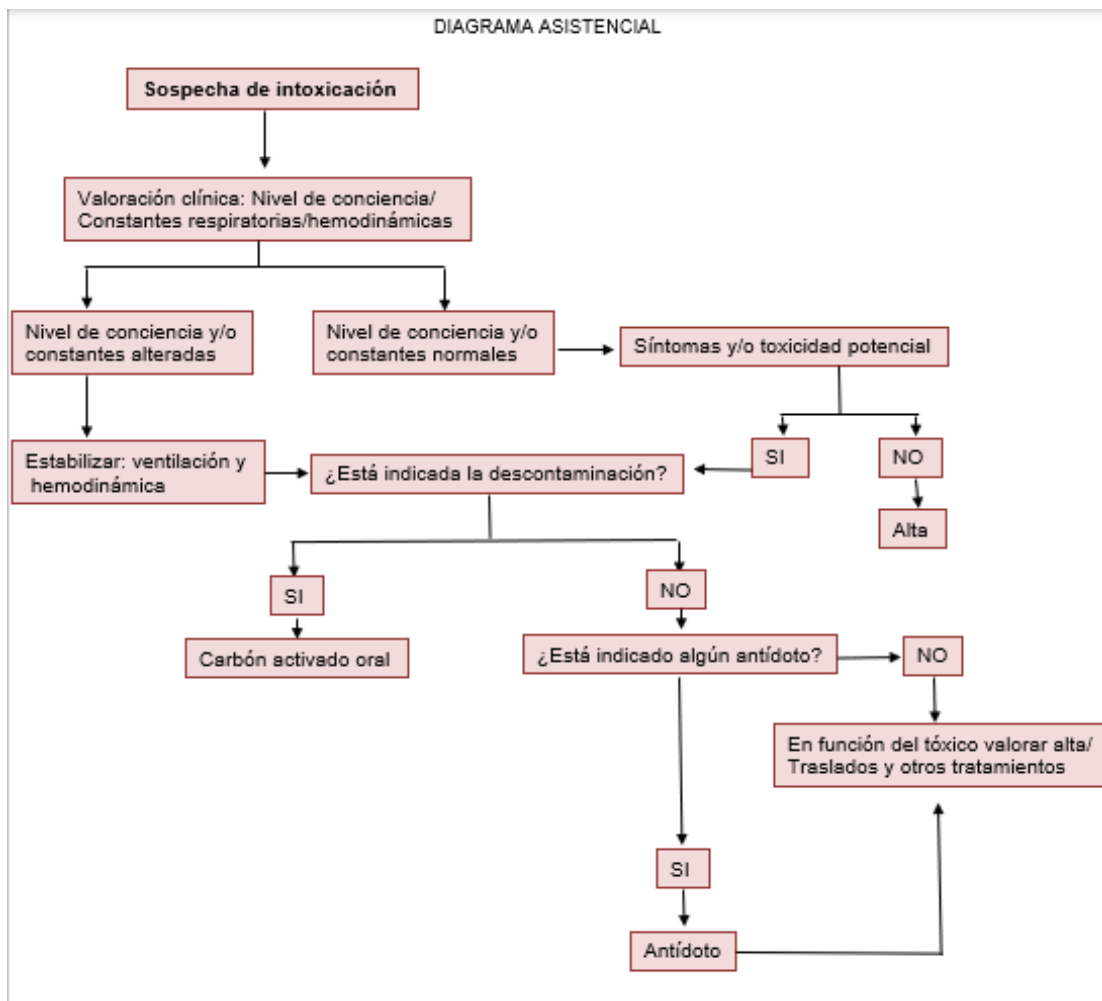 DIAGRAMA ASISTENCIAL
Sospecha de intoxicación
Valoración clínica: Nivel de conciencia/
Constantes respiratorias/hemodinámicas
Nivel de conciencia y/o
constantes alteradas
Nivel de conciencia y/o
constantes normales
Síntomas y/o toxicidad potencial
SI
NO
Alta
Estabilizar: ventilación y
hemodinámica
¿Está indicada la descontaminación?
SI
NO
Carbón activado oral
¿Está indicado algún antídoto?
NO
En función del tóxico valorar alta/
Traslados y otros tratamientos
SI
Antídoto